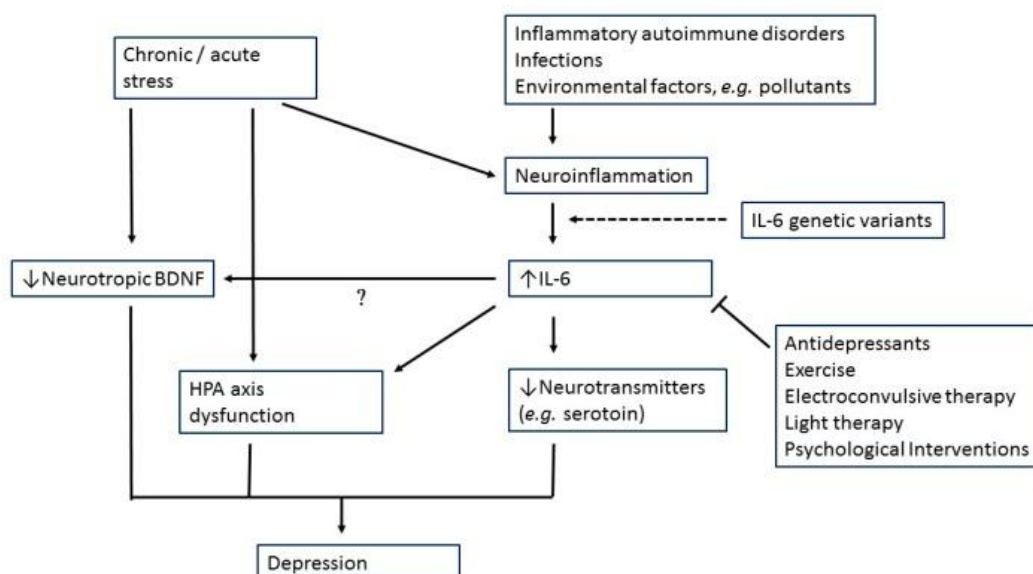 Chronic / acute
stress
Inflammatory autoimmune disorders
Infections
Environmental factors, e.g. pollutants
Neuroinflammation
IL-6 genetic variants
↓Neurotropic BDNF
?
↑IL-6
HPA axis
dysfunction
↓Neurotransmitters
(e.g. serotoin)
Antidepressants
Exercise
Electroconvulsive therapy
Light therapy
Psychological Interventions
Depression